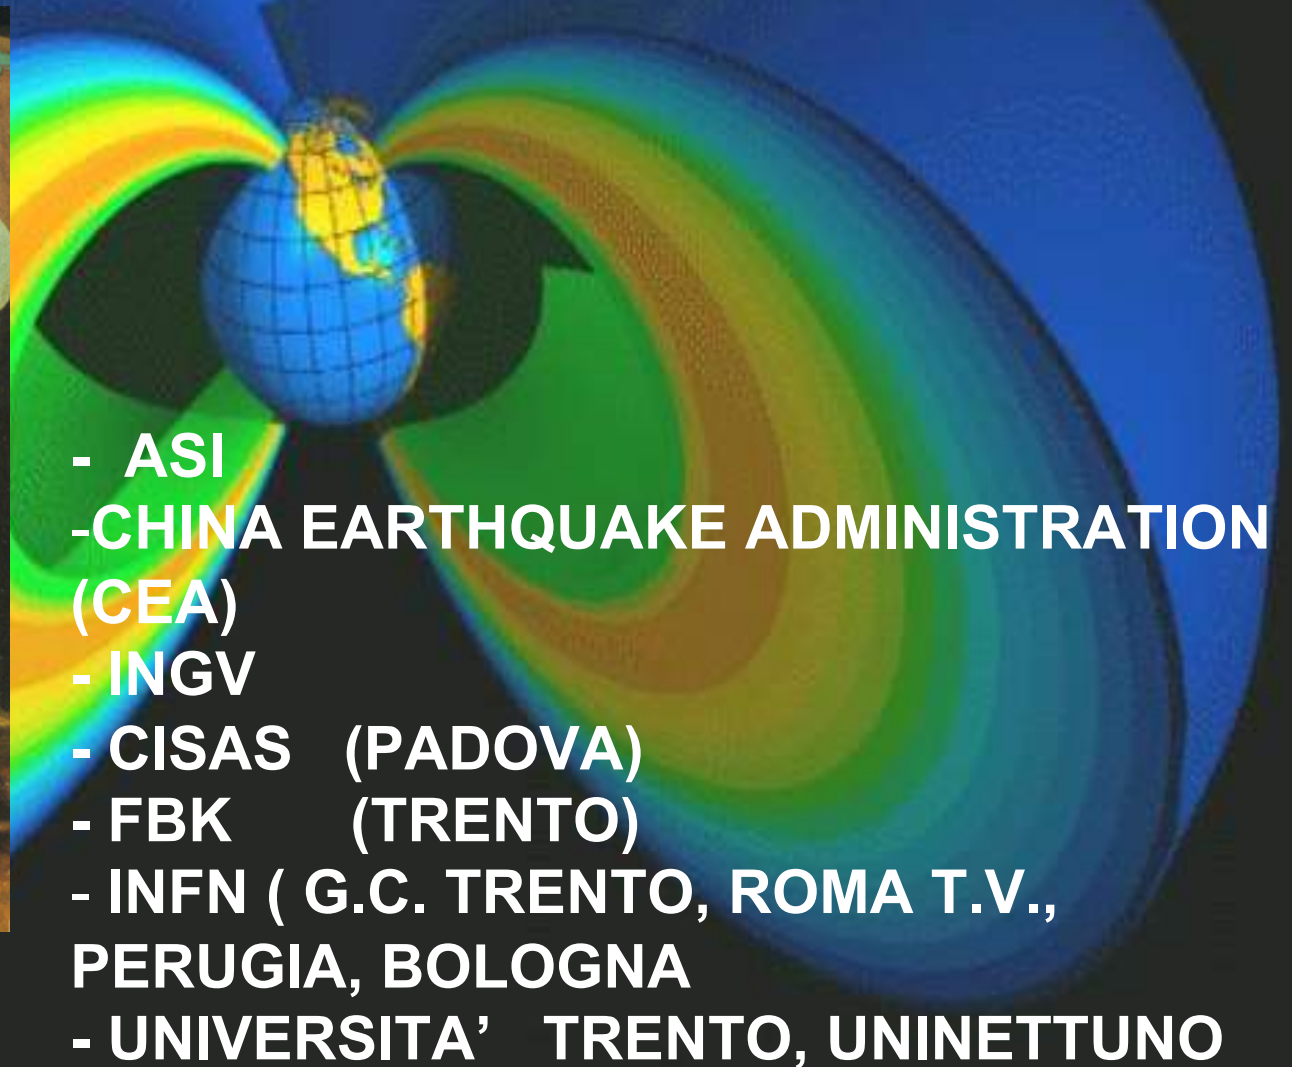 - ASI
-CHINA EARTHQUAKE ADMINISTRATION
(CEA)
- INGV
- CISAS (PADOVA)
- FBK (TRENTO)
- INFN ( G.C. TRENTO, ROMA T.V.,
PERUGIA, BOLOGNA
- UNIVERSITA’ TRENTO, UNINETTUNO